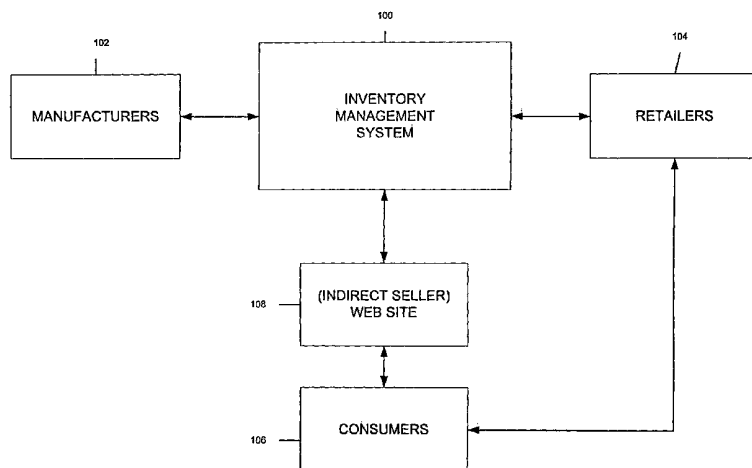 100
102
104
MANUFACTURERS
INVENTORY
MANAGEMENT
SYSTEM
RETAILERS
108
(INDIRECT SELLER)
WEB SITE
106
CONSUMERS